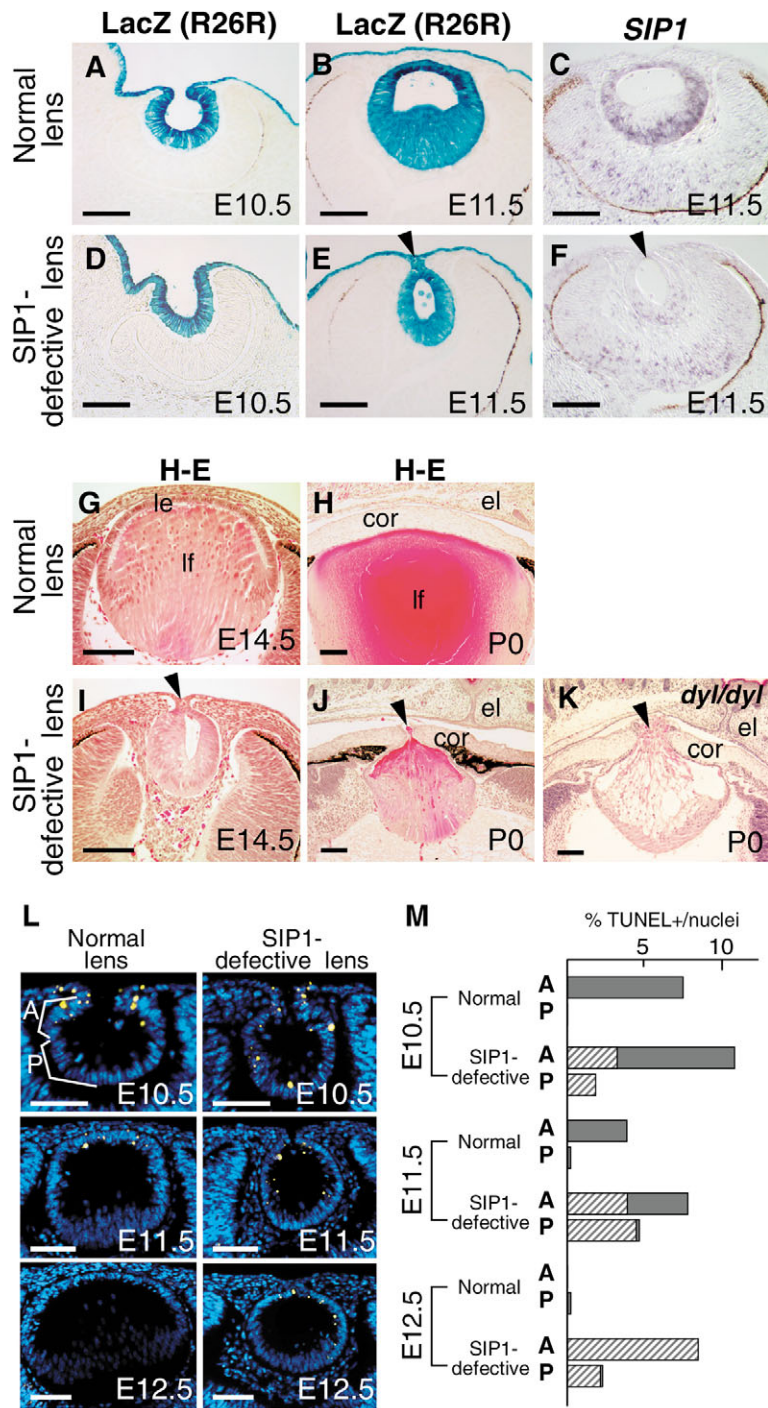 LacZ (R26R)
LacZ (R26R)
SIP1
Normal
lens
A
E10.5
B
E11.5
C
E11.5
SIP1-
defective lens
D
E10.5
E
E11.5
F
E11.5
H-E
H-E
Normal
lens
G
le
lf
E14.5
H
cor
el
lf
P0
SIP1-
defective lens
I
E14.5
J
el
cor
P0
K
dyl/dyl
el
cor
P0
L
Normal
lens
SIP1-
defective lens
A
P
E10.5
E10.5
E11.5
E11.5
E12.5
E12.5
M
% TUNEL+/nuclei
5
10
E10.5
Normal
A
P
SIP1-
defective
A
P
E11.5
Normal
A
P
SIP1-
defective
A
P
E12.5
Normal
A
P
SIP1-
defective
A
P